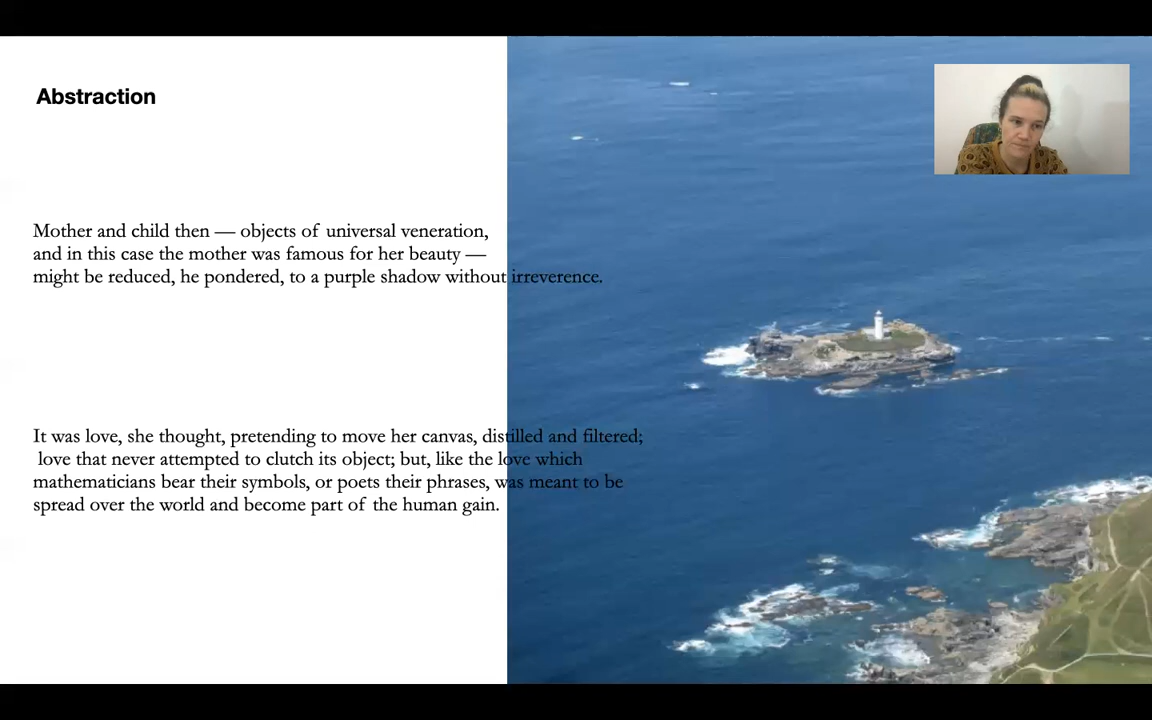 Abstraction
Mother and child then — objects of universal veneration,
and in this case the mother was famous for her beauty —
might be reduced, he pondered, to a purple shadow without irreverence.
It was love, she thought, pretending to move her canvas, distilled and filtered;
love that never attempted to clutch its object; but, like the love which
mathematicians bear their symbols, or poets their phrases, was meant to be
spread over the world and become part of the human gain.